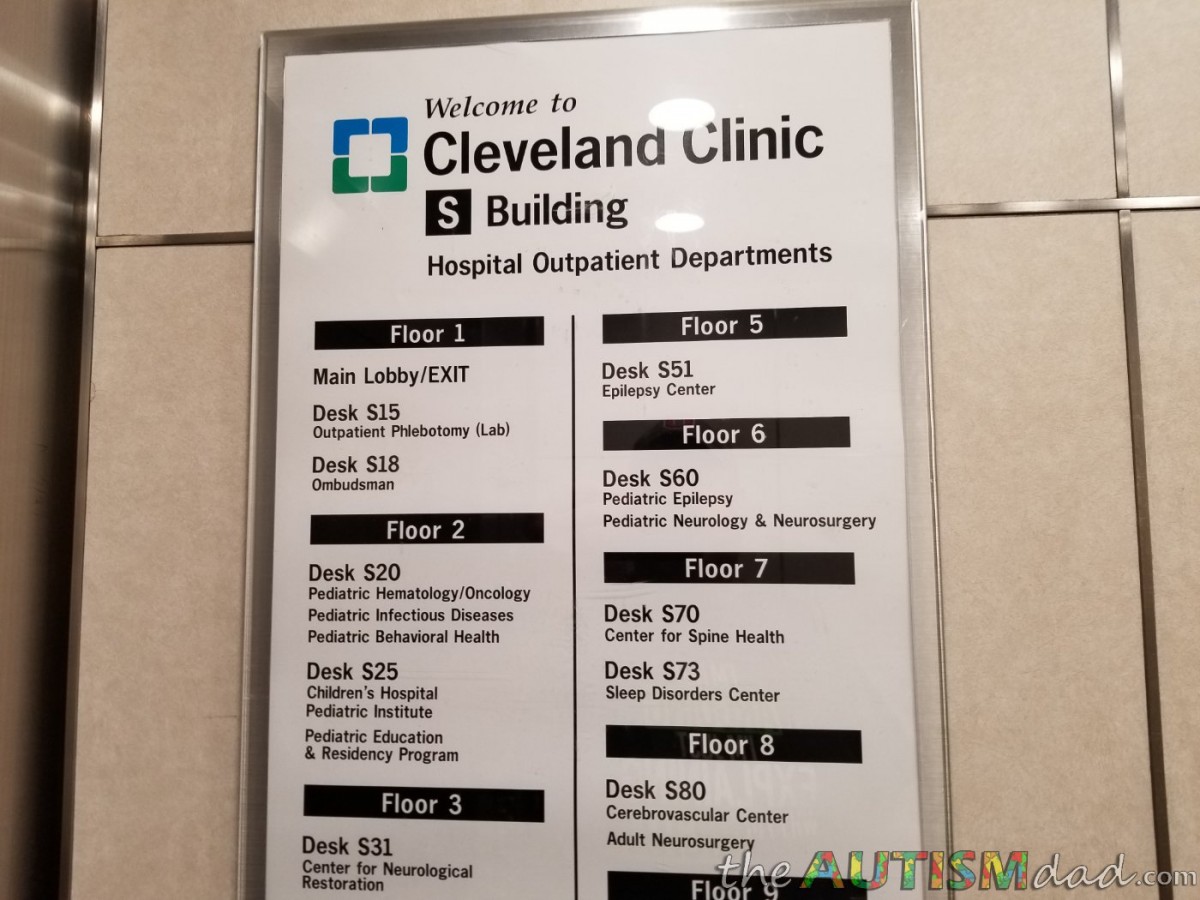 Welcome to
Cleveland Clinic
S Building
Hospital Outpatient Departments
Floor 1
Main Lobby/EXIT
Desk S15
Outpatient Phlebotomy (Lab)
Desk S18
Ombudsman
Floor 2
Desk S20
Pediatric Hematology/Oncology
Pediatric Infectious Diseases
Pediatric Behavioral Health
Desk S25
Children's Hospital
Pediatric Institute
Pediatric Education
& Residency Program
Floor 3
Desk S31
Center for Neurological
Restoration
Floor 5
Desk S51
Epilepsy Center
Floor 6
Desk S60
Pediatric Epilepsy
Pediatric Neurology & Neurosurgery
Floor 7
Desk S70
Center for Spine Health
Desk S73
Sleep Disorders Center
Floor 8
Desk S80
Cerebrovascular Center
Adult Neurosurgery
Floor 9
the AUTISM dad.com